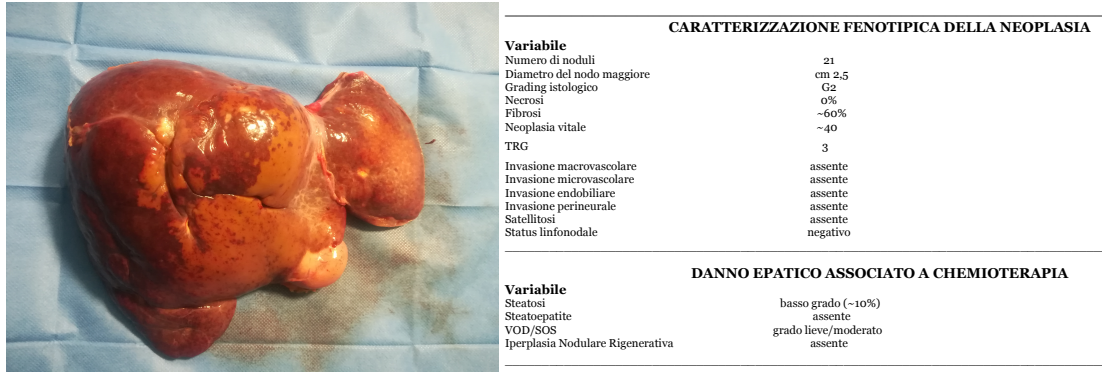 CARATTERIZZAZIONE FENOTIPICA DELLA NEOPLASIA
Variabile
Numero di noduli 21
Diametro del nodo maggiore cm 2,5
Grading istologico G2
Necrosi 0%
Fibrosi ~60%
Neoplasia vitale ~40
TRG 3
Invasione macrovascolare assente
Invasione microvascolare assente
Invasione endobiliare assente
Invasione perineurale assente
Satellitosi assente
Status linfonodale negativo
DANNO EPATICO ASSOCIATO A CHEMIOTERAPIA
Variabile
Steatosi basso grado (~10%)
Steatoepatite assente
VOD/SOS grado lieve/moderato
Iperplasia Nodulare Rigenerativa assente